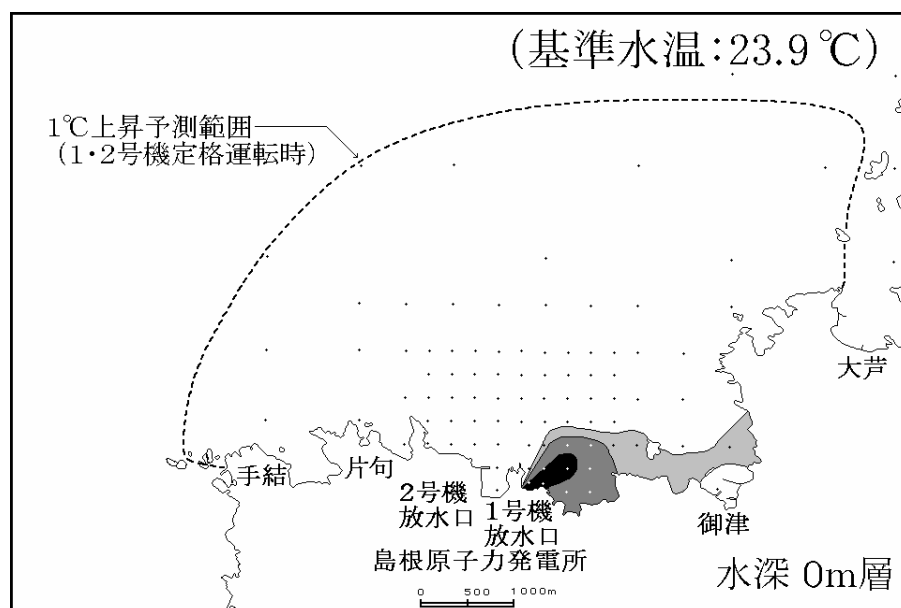 (基準水温:23.9℃)
1℃上昇予測範囲
(1・2号機定格運転時)
大芦
手結
片句
2号機
放水口
1号機
放水口
御津
島根原子力発電所
水深 0m層
0 500 1000m